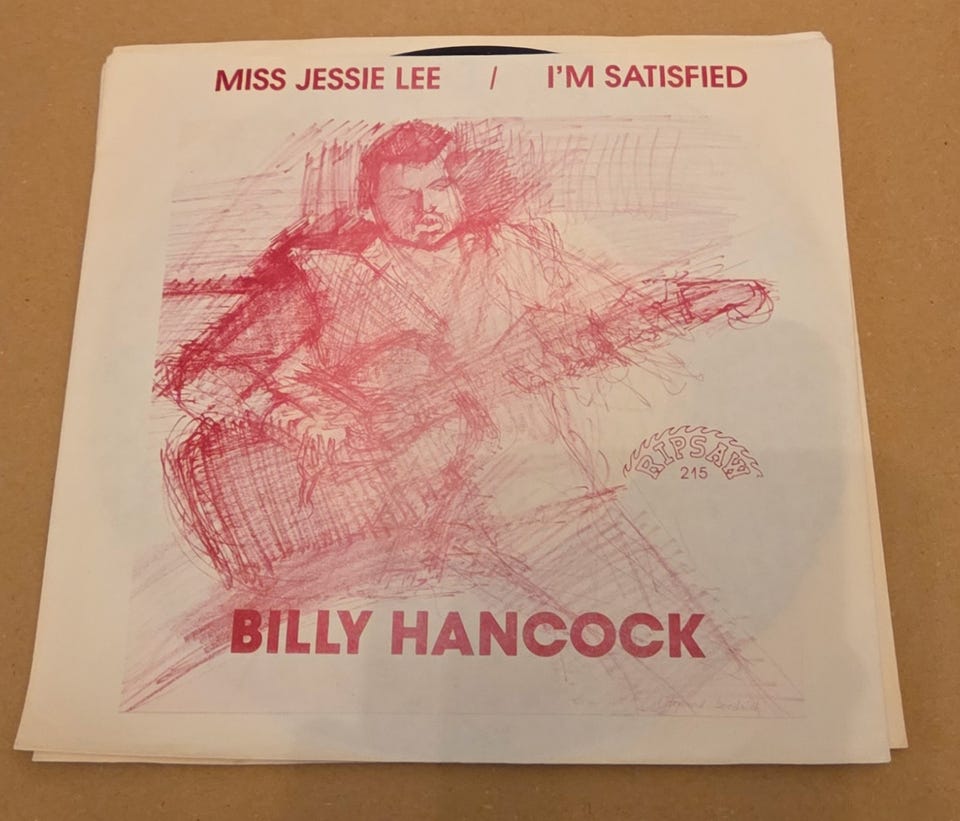 MISS JESSIE LEE / I'M SATISFIED
RIPSAW
215
BILLY HANCOCK